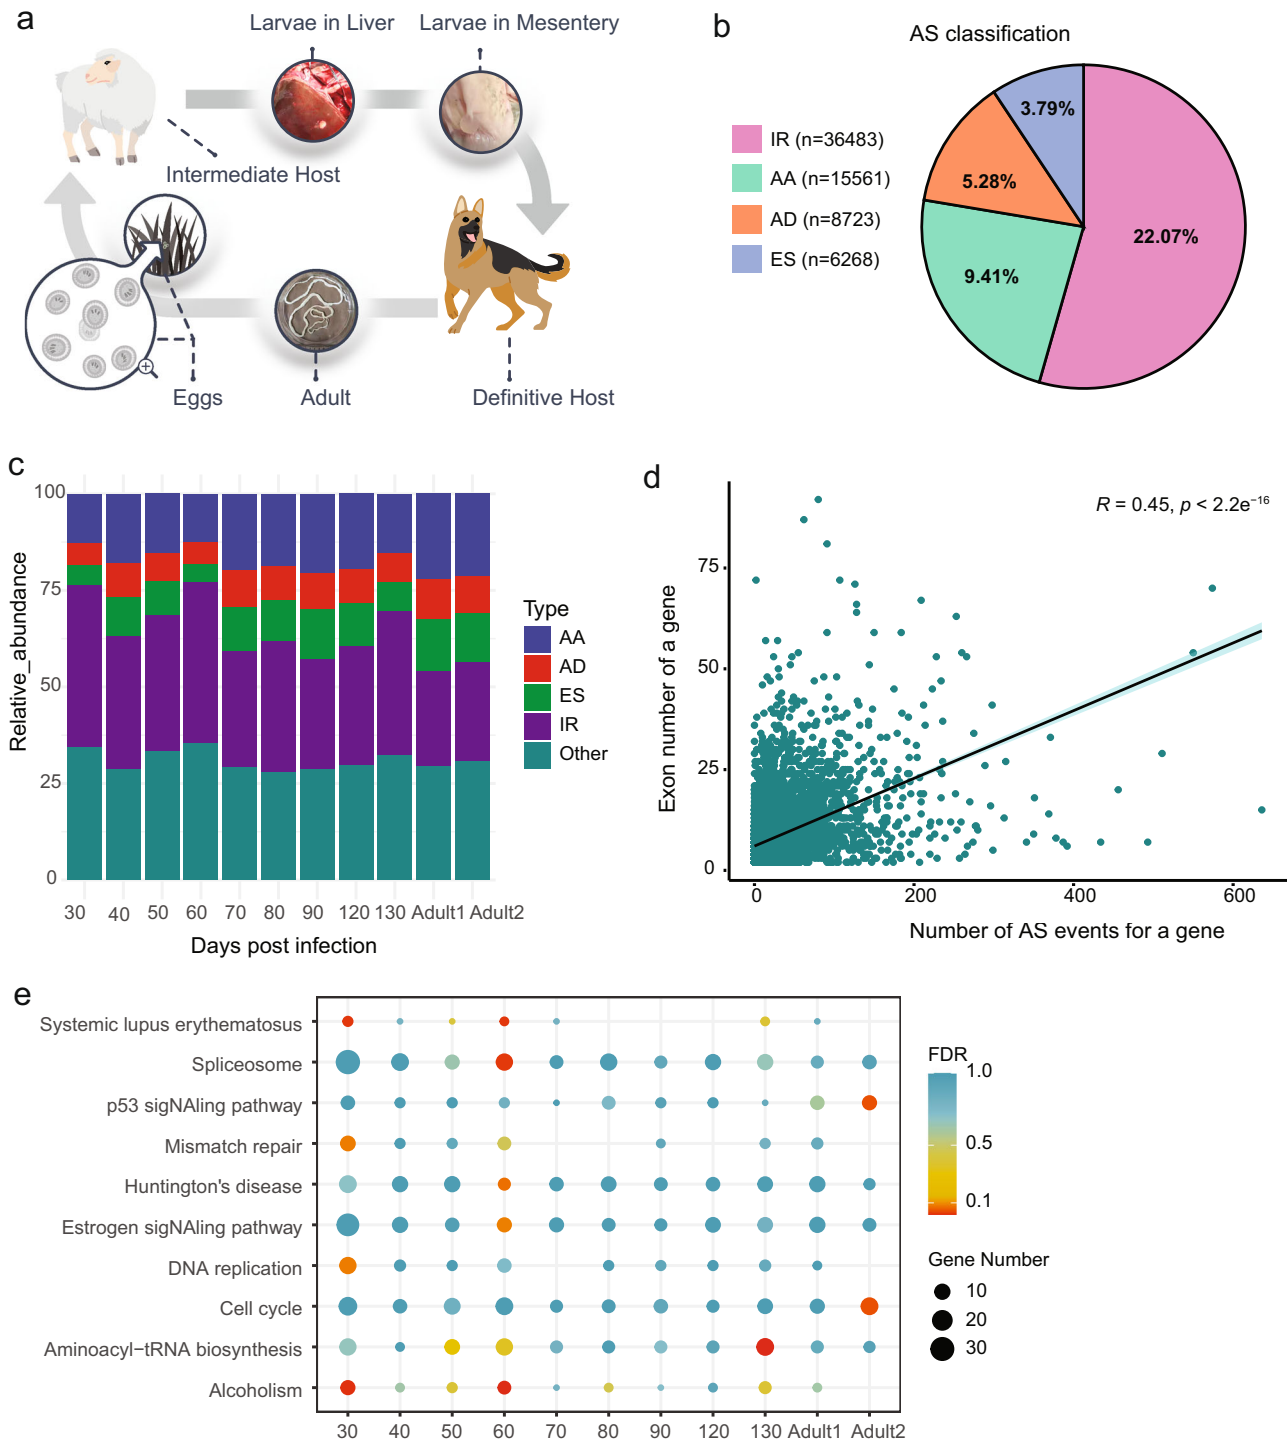 a
Larvae in Liver
Larvae in Mesentery
Intermediate Host
Eggs
Adult
Definitive Host
b
AS classification
IR (n=36483)
AA (n=15561)
AD (n=8723)
ES (n=6268)
3.79%
5.28%
9.41%
22.07%
c
Relative_abundance
100
75
50
25
0
30 40 50 60 70 80 90 120 130 Adult1 Adult2
Days post infection
Type
AA
AD
ES
IR
Other
d
R = 0.45, p < 2.2e⁻¹⁶
Exon number of a gene
75
50
25
0
0 200 400 600
Number of AS events for a gene
e
Systemic lupus erythematosus
Spliceosome
p53 sigNAling pathway
Mismatch repair
Huntington's disease
Estrogen sigNAling pathway
DNA replication
Cell cycle
Aminoacyl−tRNA biosynthesis
Alcoholism
30 40 50 60 70 80 90 120 130 Adult1 Adult2
FDR
1.0
0.5
0.1
Gene Number
10
20
30